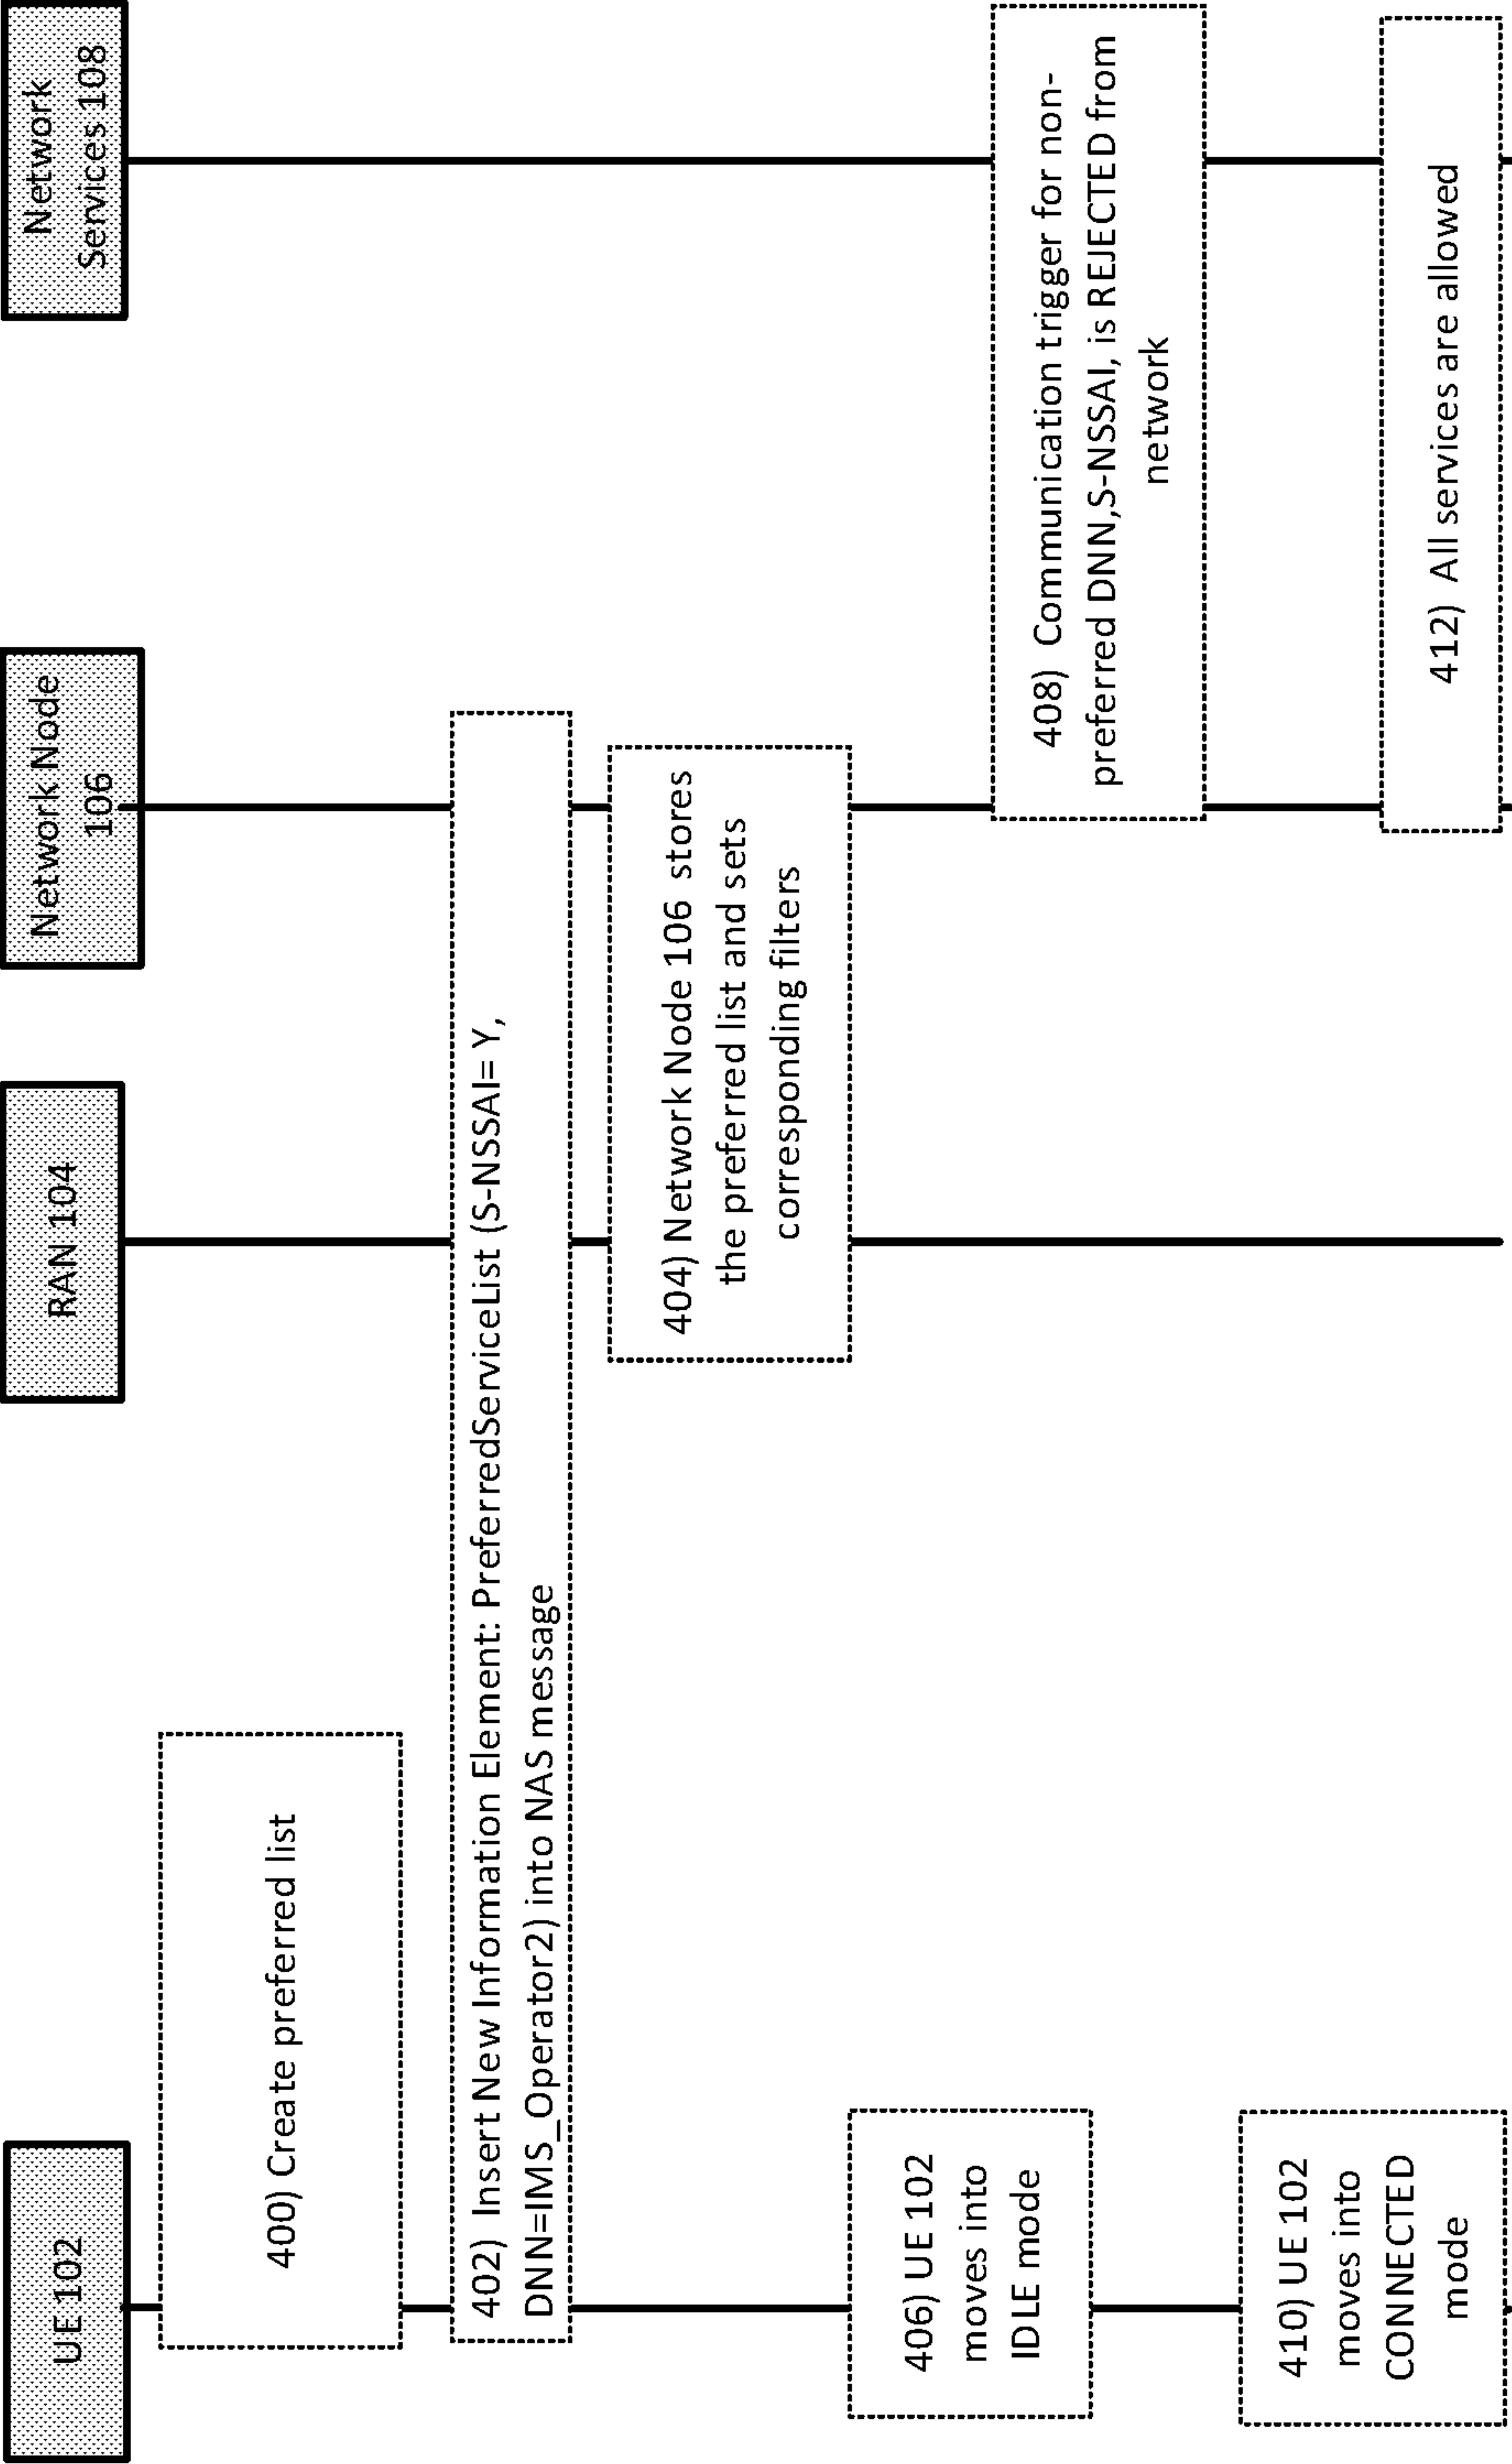 UE 102
RAN 104
Network Node
106
Network
Services 108
400) Create preferred list
402) Insert New Information Element: PreferredServiceList (S-NSSAI= Y,
DNN=IMS_Operator2) into NAS message
404) Network Node 106 stores
the preferred list and sets
corresponding filters
406) UE 102
moves into
IDLE mode
408) Communication trigger for non-
preferred DNN,S-NSSAI, is REJECTED from
network
410) UE 102
moves into
CONNECTED
mode
412) All services are allowed